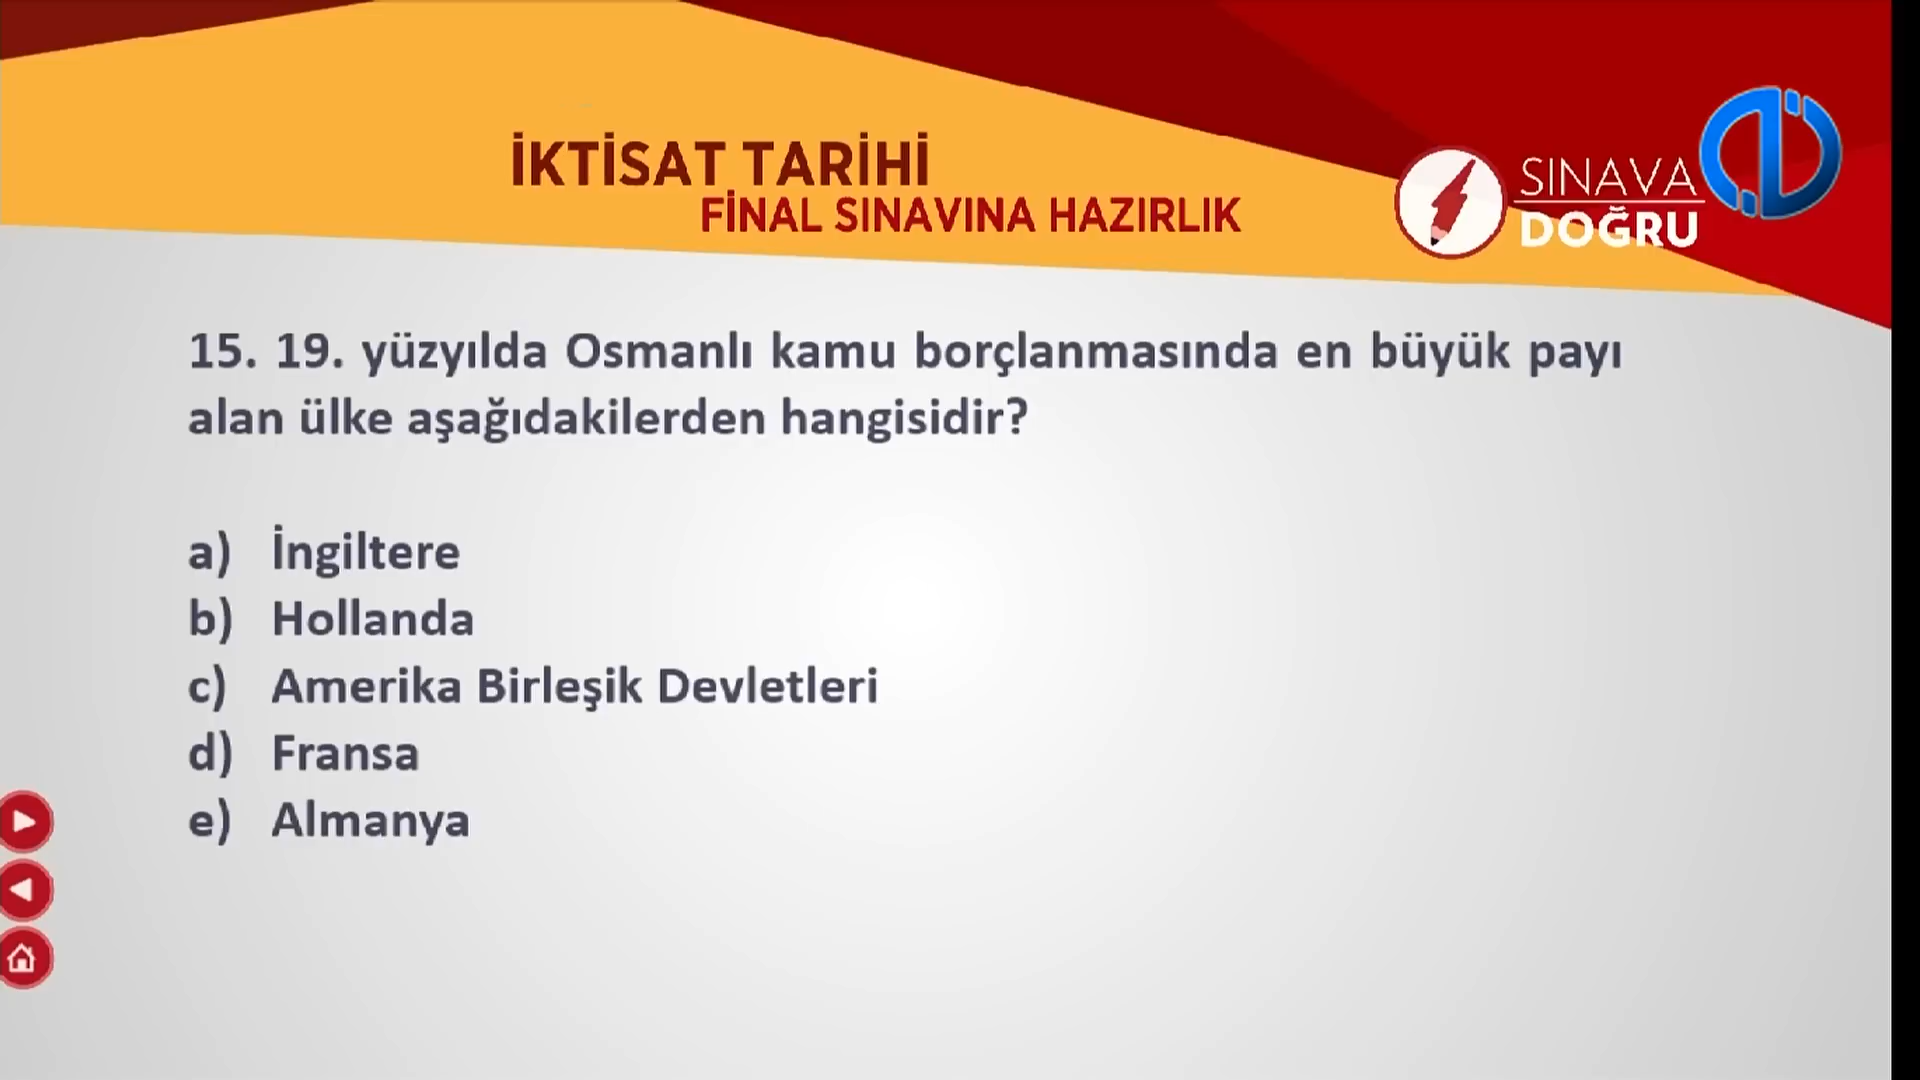 İKTİSAT TARİHİ
FİNAL SINAVINA HAZIRLIK
SINAVA
DOĞRU
15. 19. yüzyılda Osmanlı kamu borçlanmasında en büyük payı
alan ülke aşağıdakilerden hangisidir?
a) İngiltere
b) Hollanda
c) Amerika Birleşik Devletleri
d) Fransa
e) Almanya